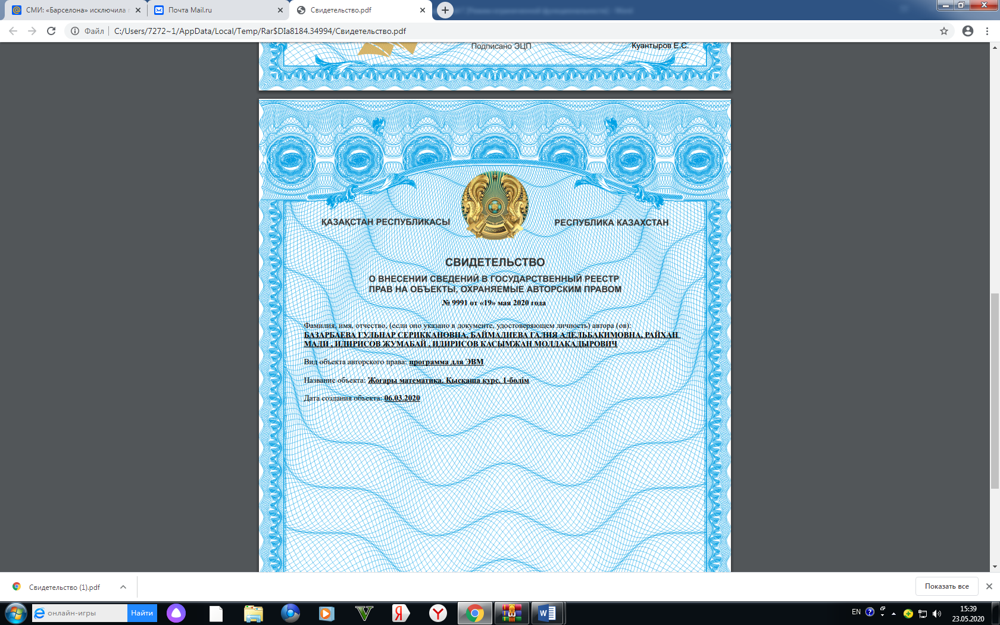 СМИ: «Барселона» исключила
Почта Mail.ru
Свидетельство.pdf
Файл
C:/Users/7272~1/AppData/Local/Temp/Rar$DIa8184.34994/Свидетельство.pdf
Подписано ЭЦП
Куантыров Е.С.
ҚАЗАҚСТАН РЕСПУБЛИКАСЫ
РЕСПУБЛИКА КАЗАХСТАН
QAZAQSTAN
СВИДЕТЕЛЬСТВО
О ВНЕСЕНИИ СВЕДЕНИЙ В ГОСУДАРСТВЕННЫЙ РЕЕСТР
ПРАВ НА ОБЪЕКТЫ, ОХРАНЯЕМЫЕ АВТОРСКИМ ПРАВОМ
№ 9991 от «19» мая 2020 года
Фамилия, имя, отчество, (если оно указано в документе, удостоверяющем личность) автора (ов):
БАЗАРБАЕВА ГУЛЬНАР СЕРИККАНОВНА, БАЙМАДИЕВА ГАЛИЯ АДЕЛЬБАКИМОВНА, РАЙХАН
МАДИ , ИДИРИСОВ ЖУМАБАЙ , ИДИРИСОВ КАСЫМЖАН МОЛДАКАДЫРОВИЧ
Вид объекта авторского права: программа для ЭВМ
Название объекта: Жоғары математика. Қысқаша курс. 1-бөлім
Дата создания объекта: 06.03.2020
Свидетельство (1).pdf
Показать все
онлайн-игры
Найти
EN
15:39
23.05.2020